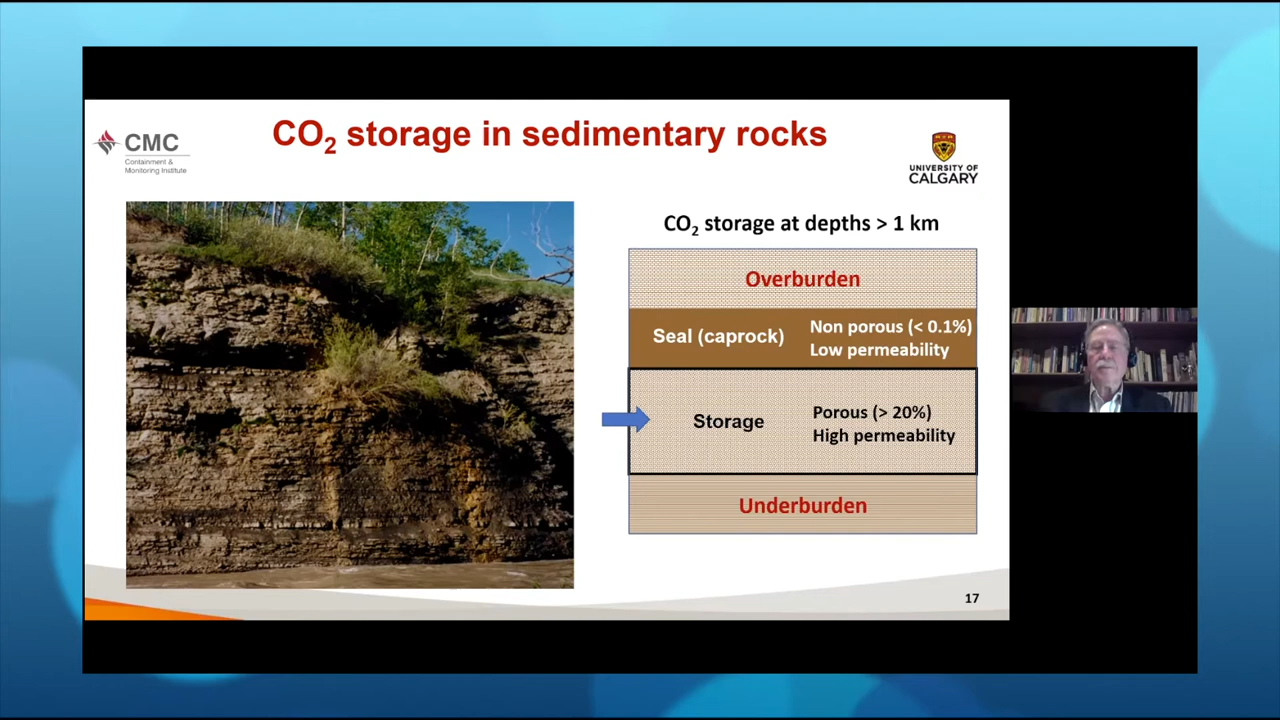 CO2 storage in sedimentary rocks
CMC
Containment &
Monitoring Institute
UNIVERSITY OF
CALGARY
CO2 storage at depths > 1 km
Overburden
Seal (caprock)
Non porous (< 0.1%)
Low permeability
Storage
Porous (> 20%)
High permeability
Underburden
17